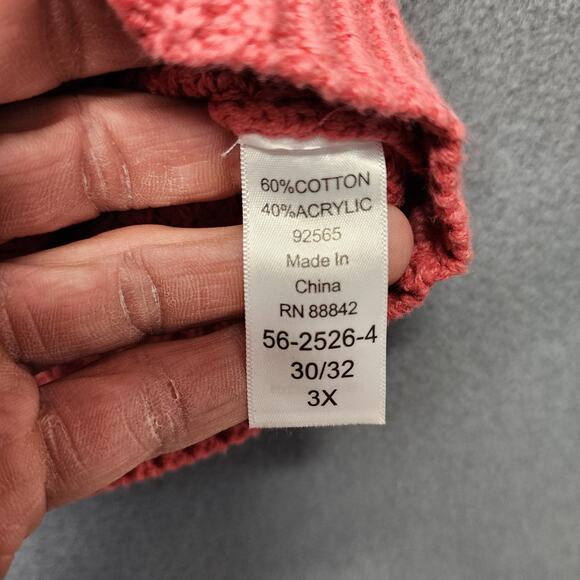 60%COTTON
40%ACRYLIC
92565
Made In
China
RN 88842
56-2526-4
30/32
3X